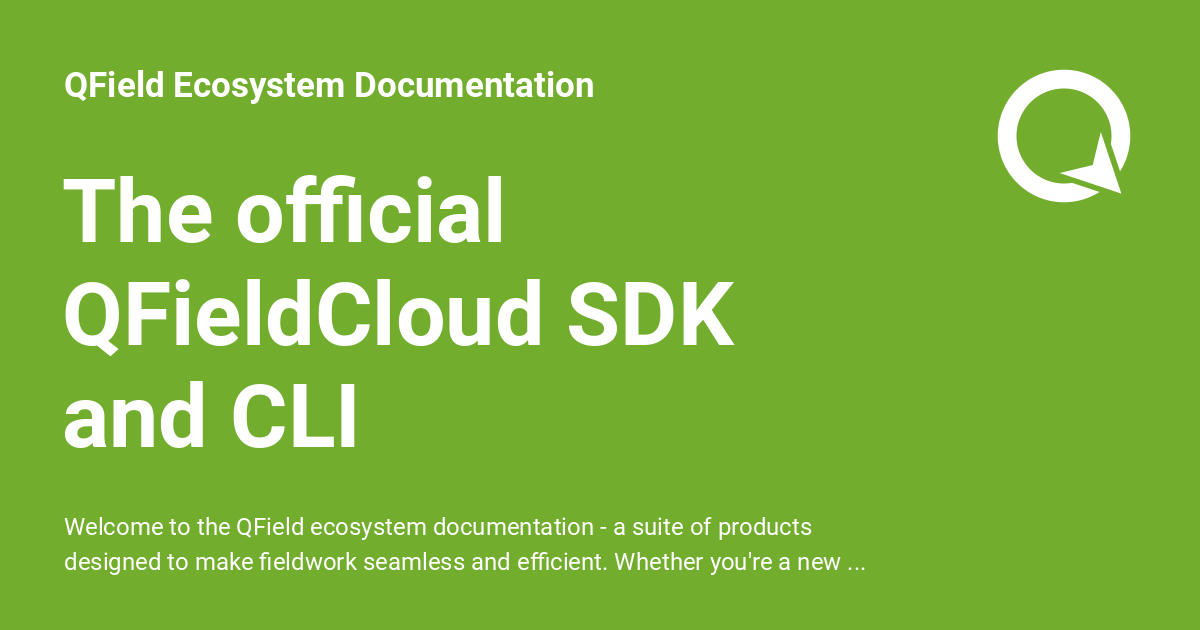 QField Ecosystem Documentation
The official
QFieldCloud SDK
and CLI
Welcome to the QField ecosystem documentation - a suite of products
designed to make fieldwork seamless and efficient. Whether you're a new ...